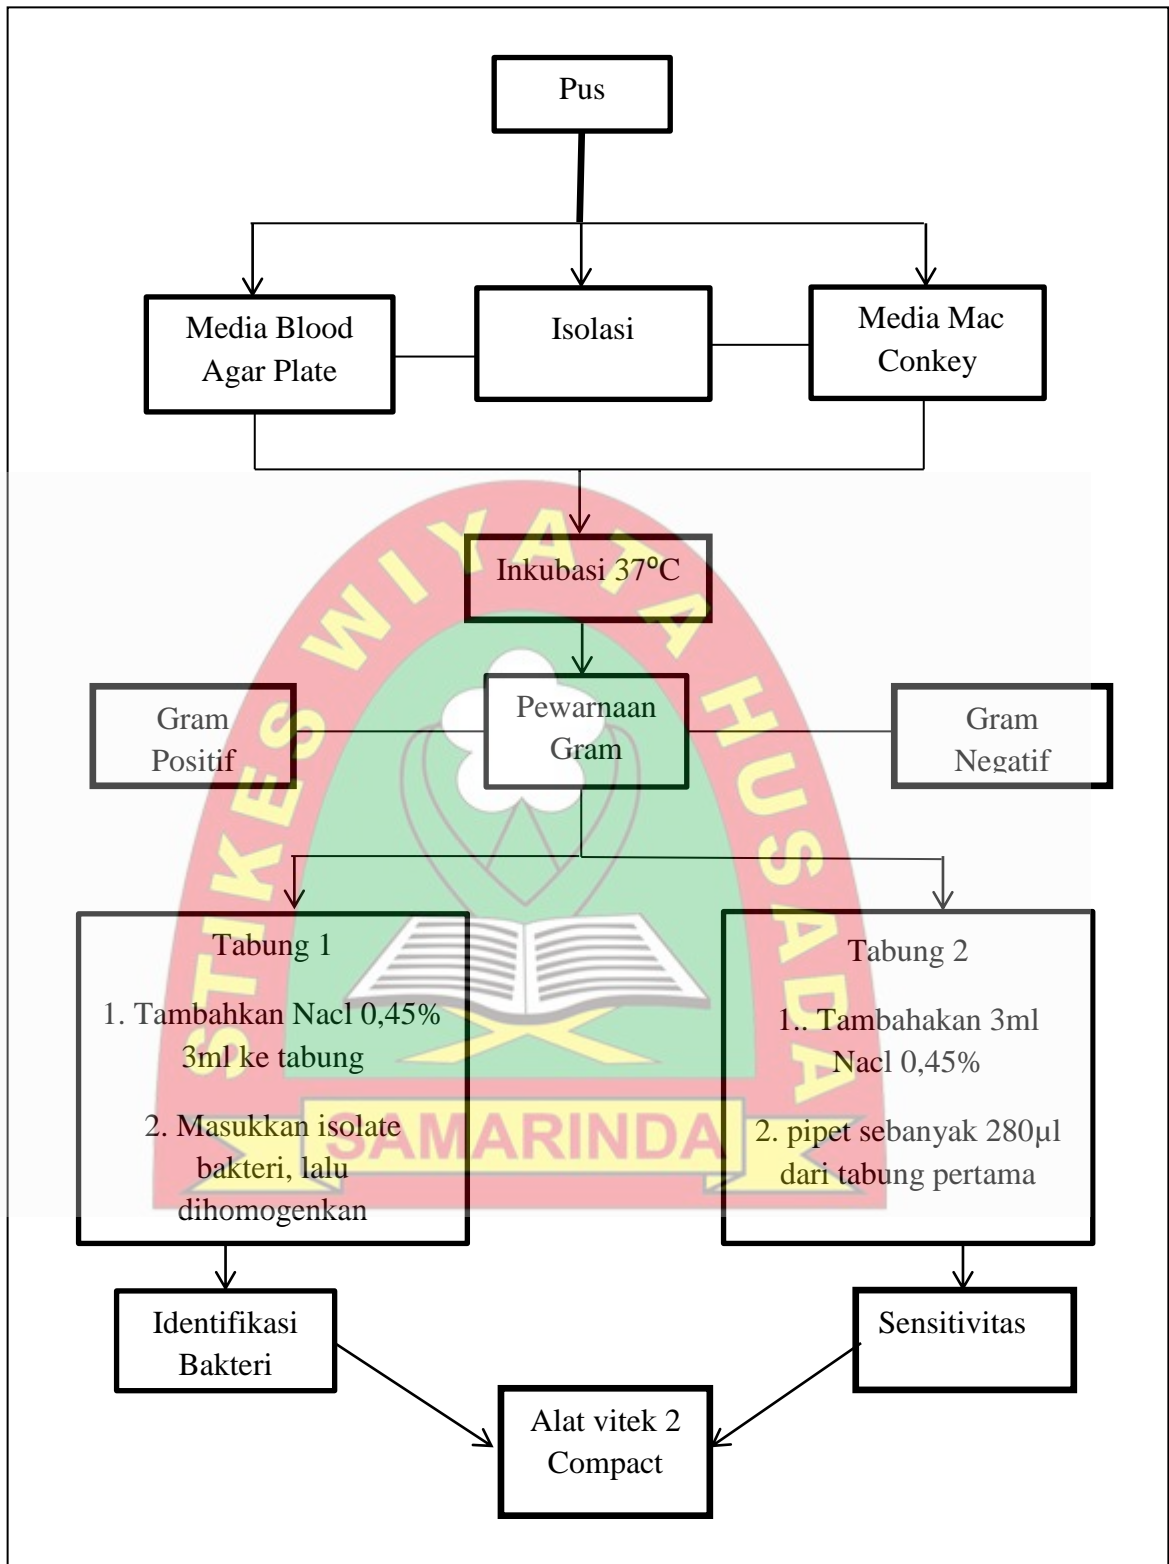 Pus
Media Blood
Agar Plate
Isolasi
Media Mac
Conkey
Inkubasi 37⁰C
Gram
Positif
Pewarnaan
Gram
Gram
Negatif
Tabung 1
1. Tambahkan Nacl 0,45%
3ml ke tabung
2. Masukkan isolate
bakteri, lalu
dihomogenkan
Tabung 2
1.. Tambahakan 3ml
Nacl 0,45%
2. pipet sebanyak 280µl
dari tabung pertama
Identifikasi
Bakteri
Sensitivitas
Alat vitek 2
Compact
STIKES WIYATA HUSADA
SAMARINDA